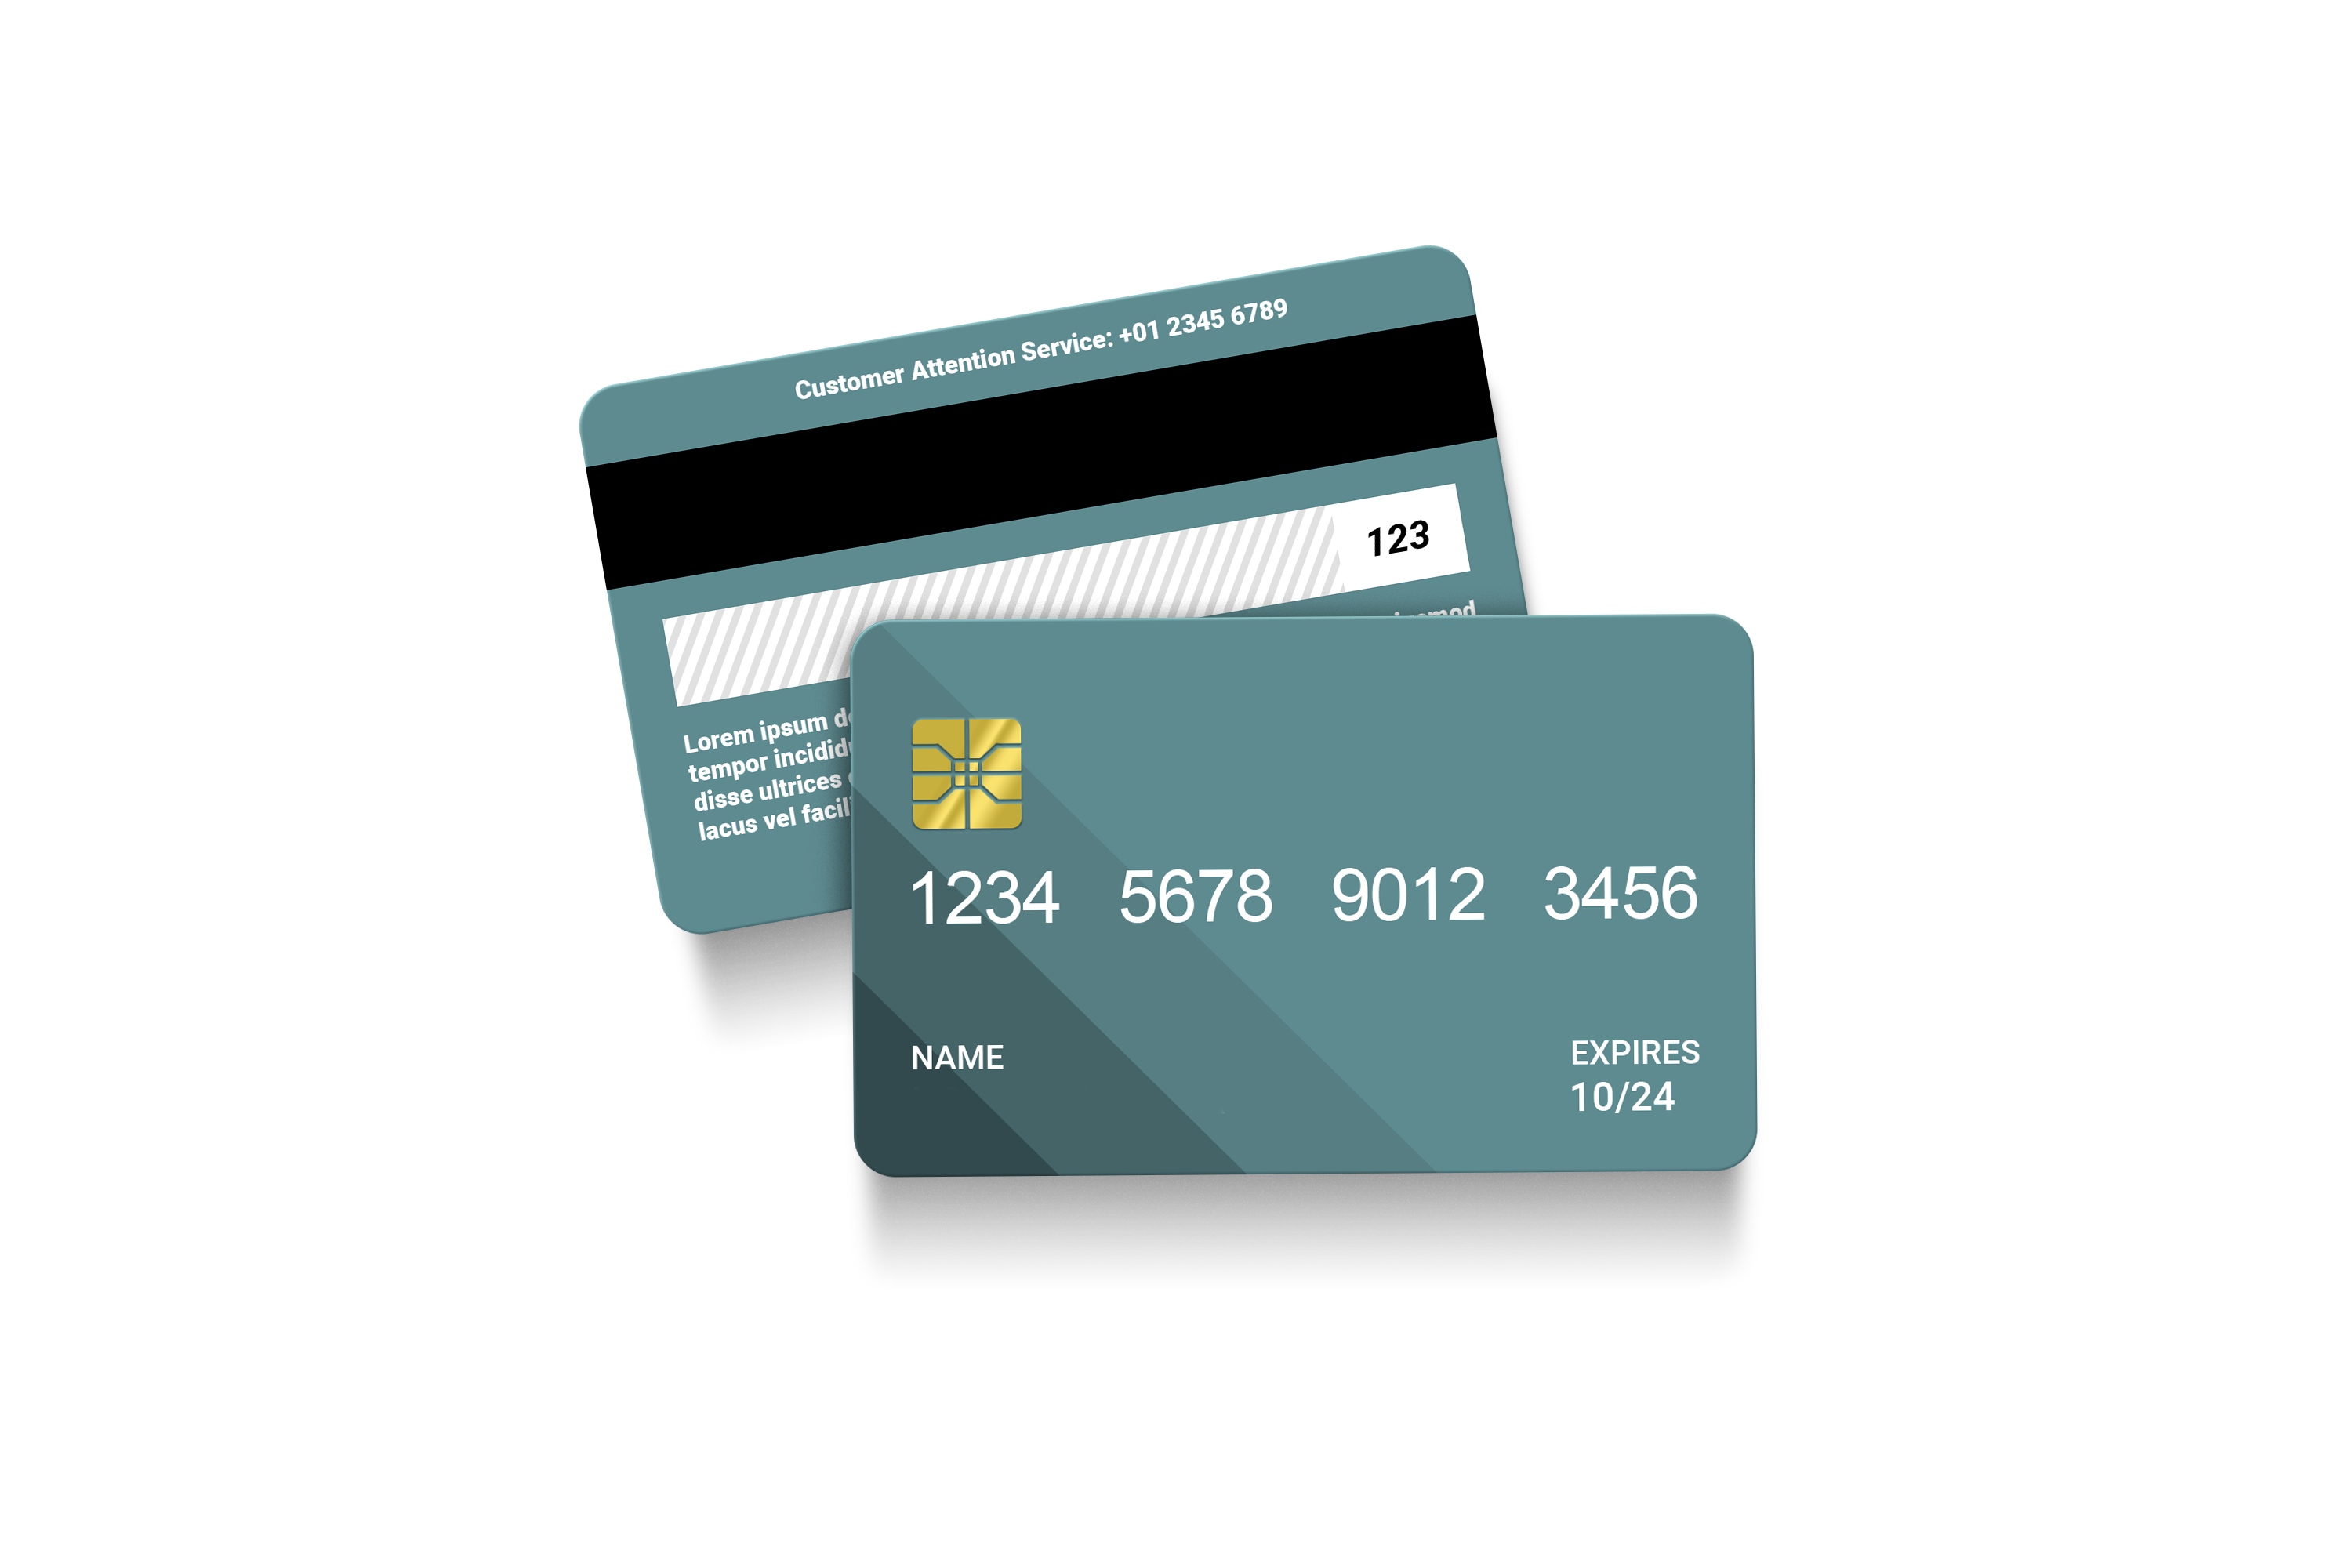 Customer Attention Service: +01 2345 6789
123
Lorem ipsum
tempor
disse ultrices
lacus vel
1234 5678 9012 3456
NAME
EXPIRES
10/24